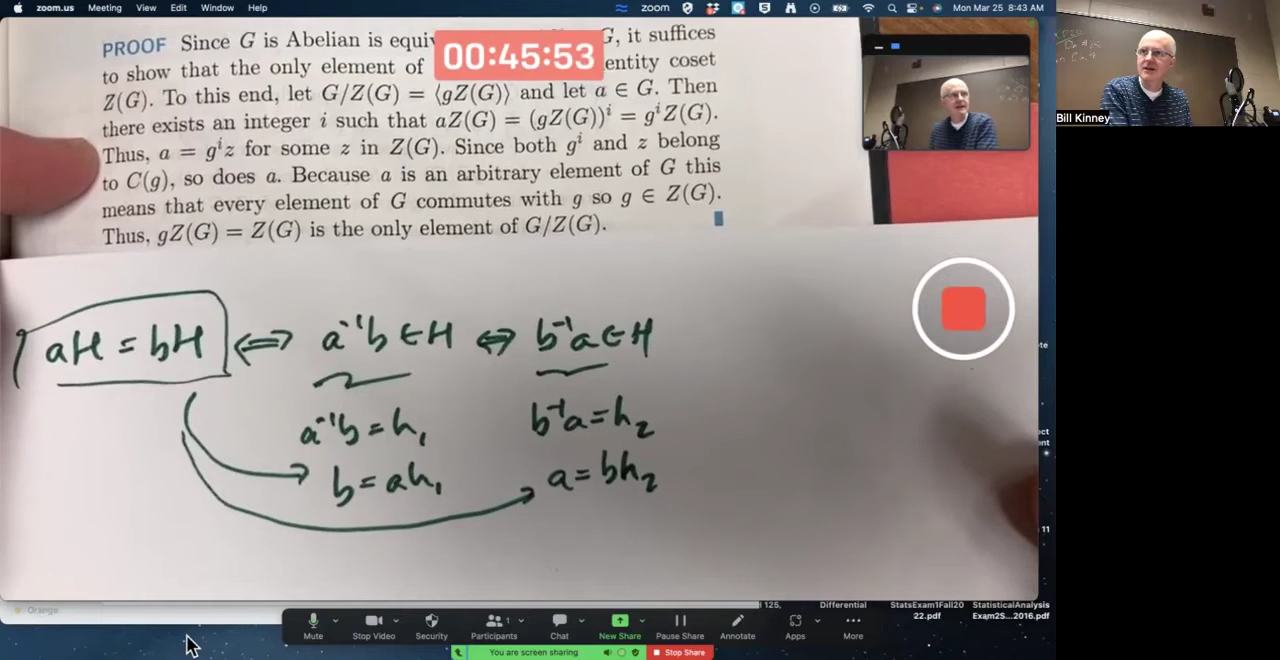 zoom.us Meeting View Edit Window Help zoom Mon Mar 25 8:43 AM
PROOF Since G is Abelian is equiv G, it suffices
00:45:53
to show that the only element of entity coset
Z(G). To this end, let G/Z(G) = ⟨gZ(G)⟩ and let a ∈ G. Then
there exists an integer i such that aZ(G) = (gZ(G))ⁱ = gⁱZ(G).
Thus, a = gⁱz for some z in Z(G). Since both gⁱ and z belong
to C(g), so does a. Because a is an arbitrary element of G this
means that every element of G commutes with g so g ∈ Z(G).
Thus, gZ(G) = Z(G) is the only element of G/Z(G).
Bill Kinney
aH = bH ⇔ a⁻¹b ∈ H ⇔ b⁻¹a ∈ H
a⁻¹b = h₁ b⁻¹a = h₂
b = ah₁ a = bh₂
Orange
125, Differential StatsExam1Fall20 StatisticalAnalysis
22.pdf Exam2S...2016.pdf
Mute Stop Video Security Participants 1 Chat New Share Pause Share Annotate Apps More
You are screen sharing Stop Share